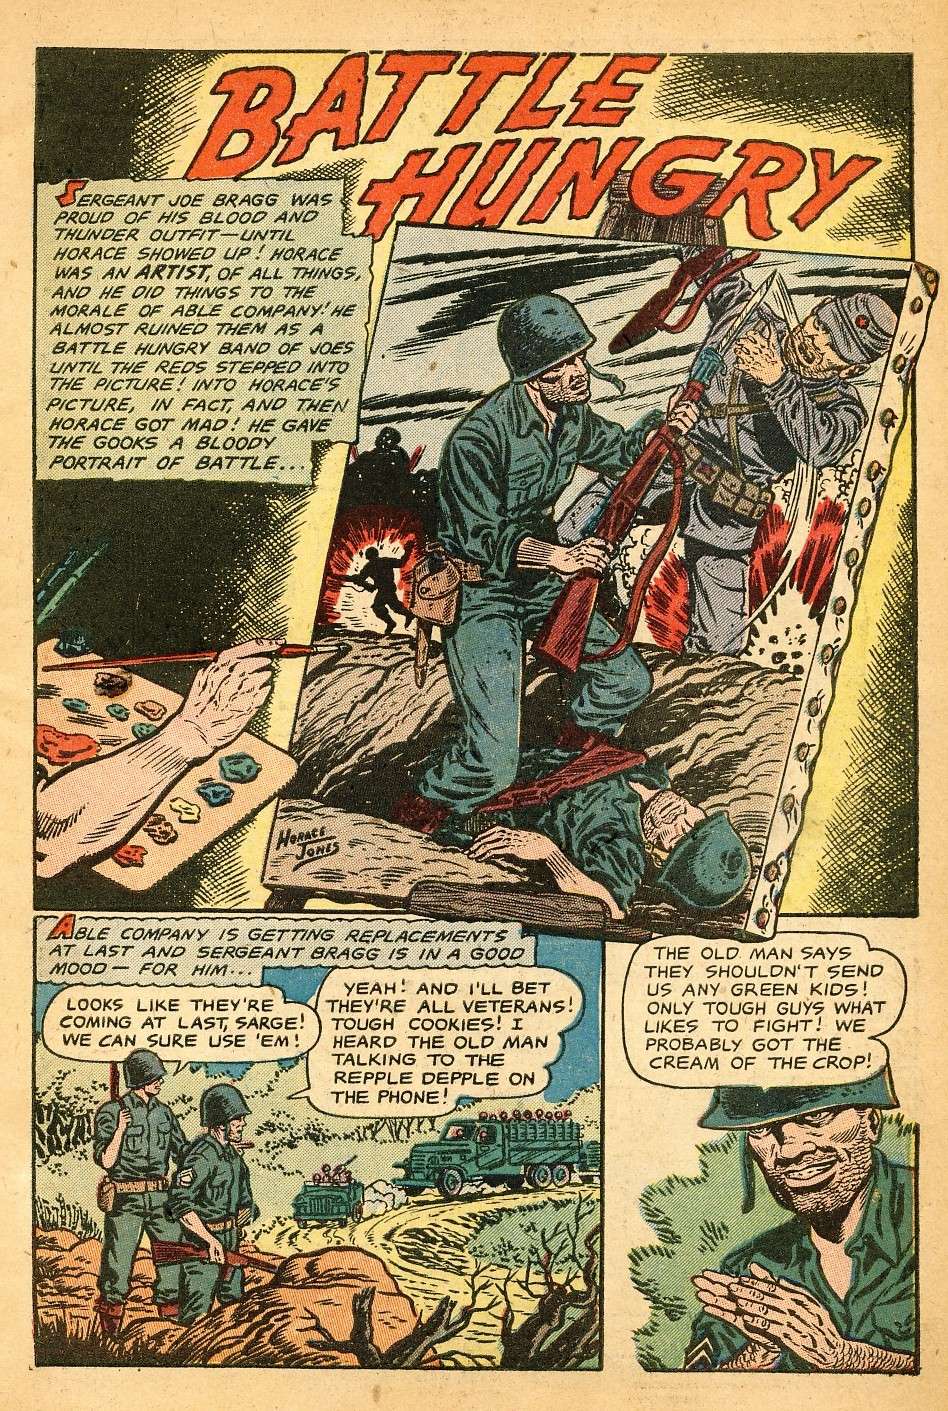 BATTLE
HUNGRY
SERGEANT JOE BRAGG WAS
PROUD OF HIS BLOOD AND
THUNDER OUTFIT—UNTIL
HORACE SHOWED UP! HORACE
WAS AN ARTIST, OF ALL THINGS,
AND HE DID THINGS TO THE
MORALE OF ABLE COMPANY! HE
ALMOST RUINED THEM AS A
BATTLE HUNGRY BAND OF JOES
UNTIL THE REDS STEPPED INTO
THE PICTURE! INTO HORACE'S
PICTURE, IN FACT, AND THEN
HORACE GOT MAD! HE GAVE
THE GOOKS A BLOODY
PORTRAIT OF BATTLE...
HORACE
JONES
ABLE COMPANY IS GETTING REPLACEMENTS
AT LAST AND SERGEANT BRAGG IS IN A GOOD
MOOD—FOR HIM...
LOOKS LIKE THEY'RE
COMING AT LAST, SARGE!
WE CAN SURE USE 'EM!
YEAH! AND I'LL BET
THEY'RE ALL VETERANS!
TOUGH COOKIES! I
HEARD THE OLD MAN
TALKING TO THE
REPPLE DEPPLE ON
THE PHONE!
THE OLD MAN SAYS
THEY SHOULDN'T SEND
US ANY GREEN KIDS!
ONLY TOUGH GUYS WHAT
LIKES TO FIGHT! WE
PROBABLY GOT THE
CREAM OF THE CROP!